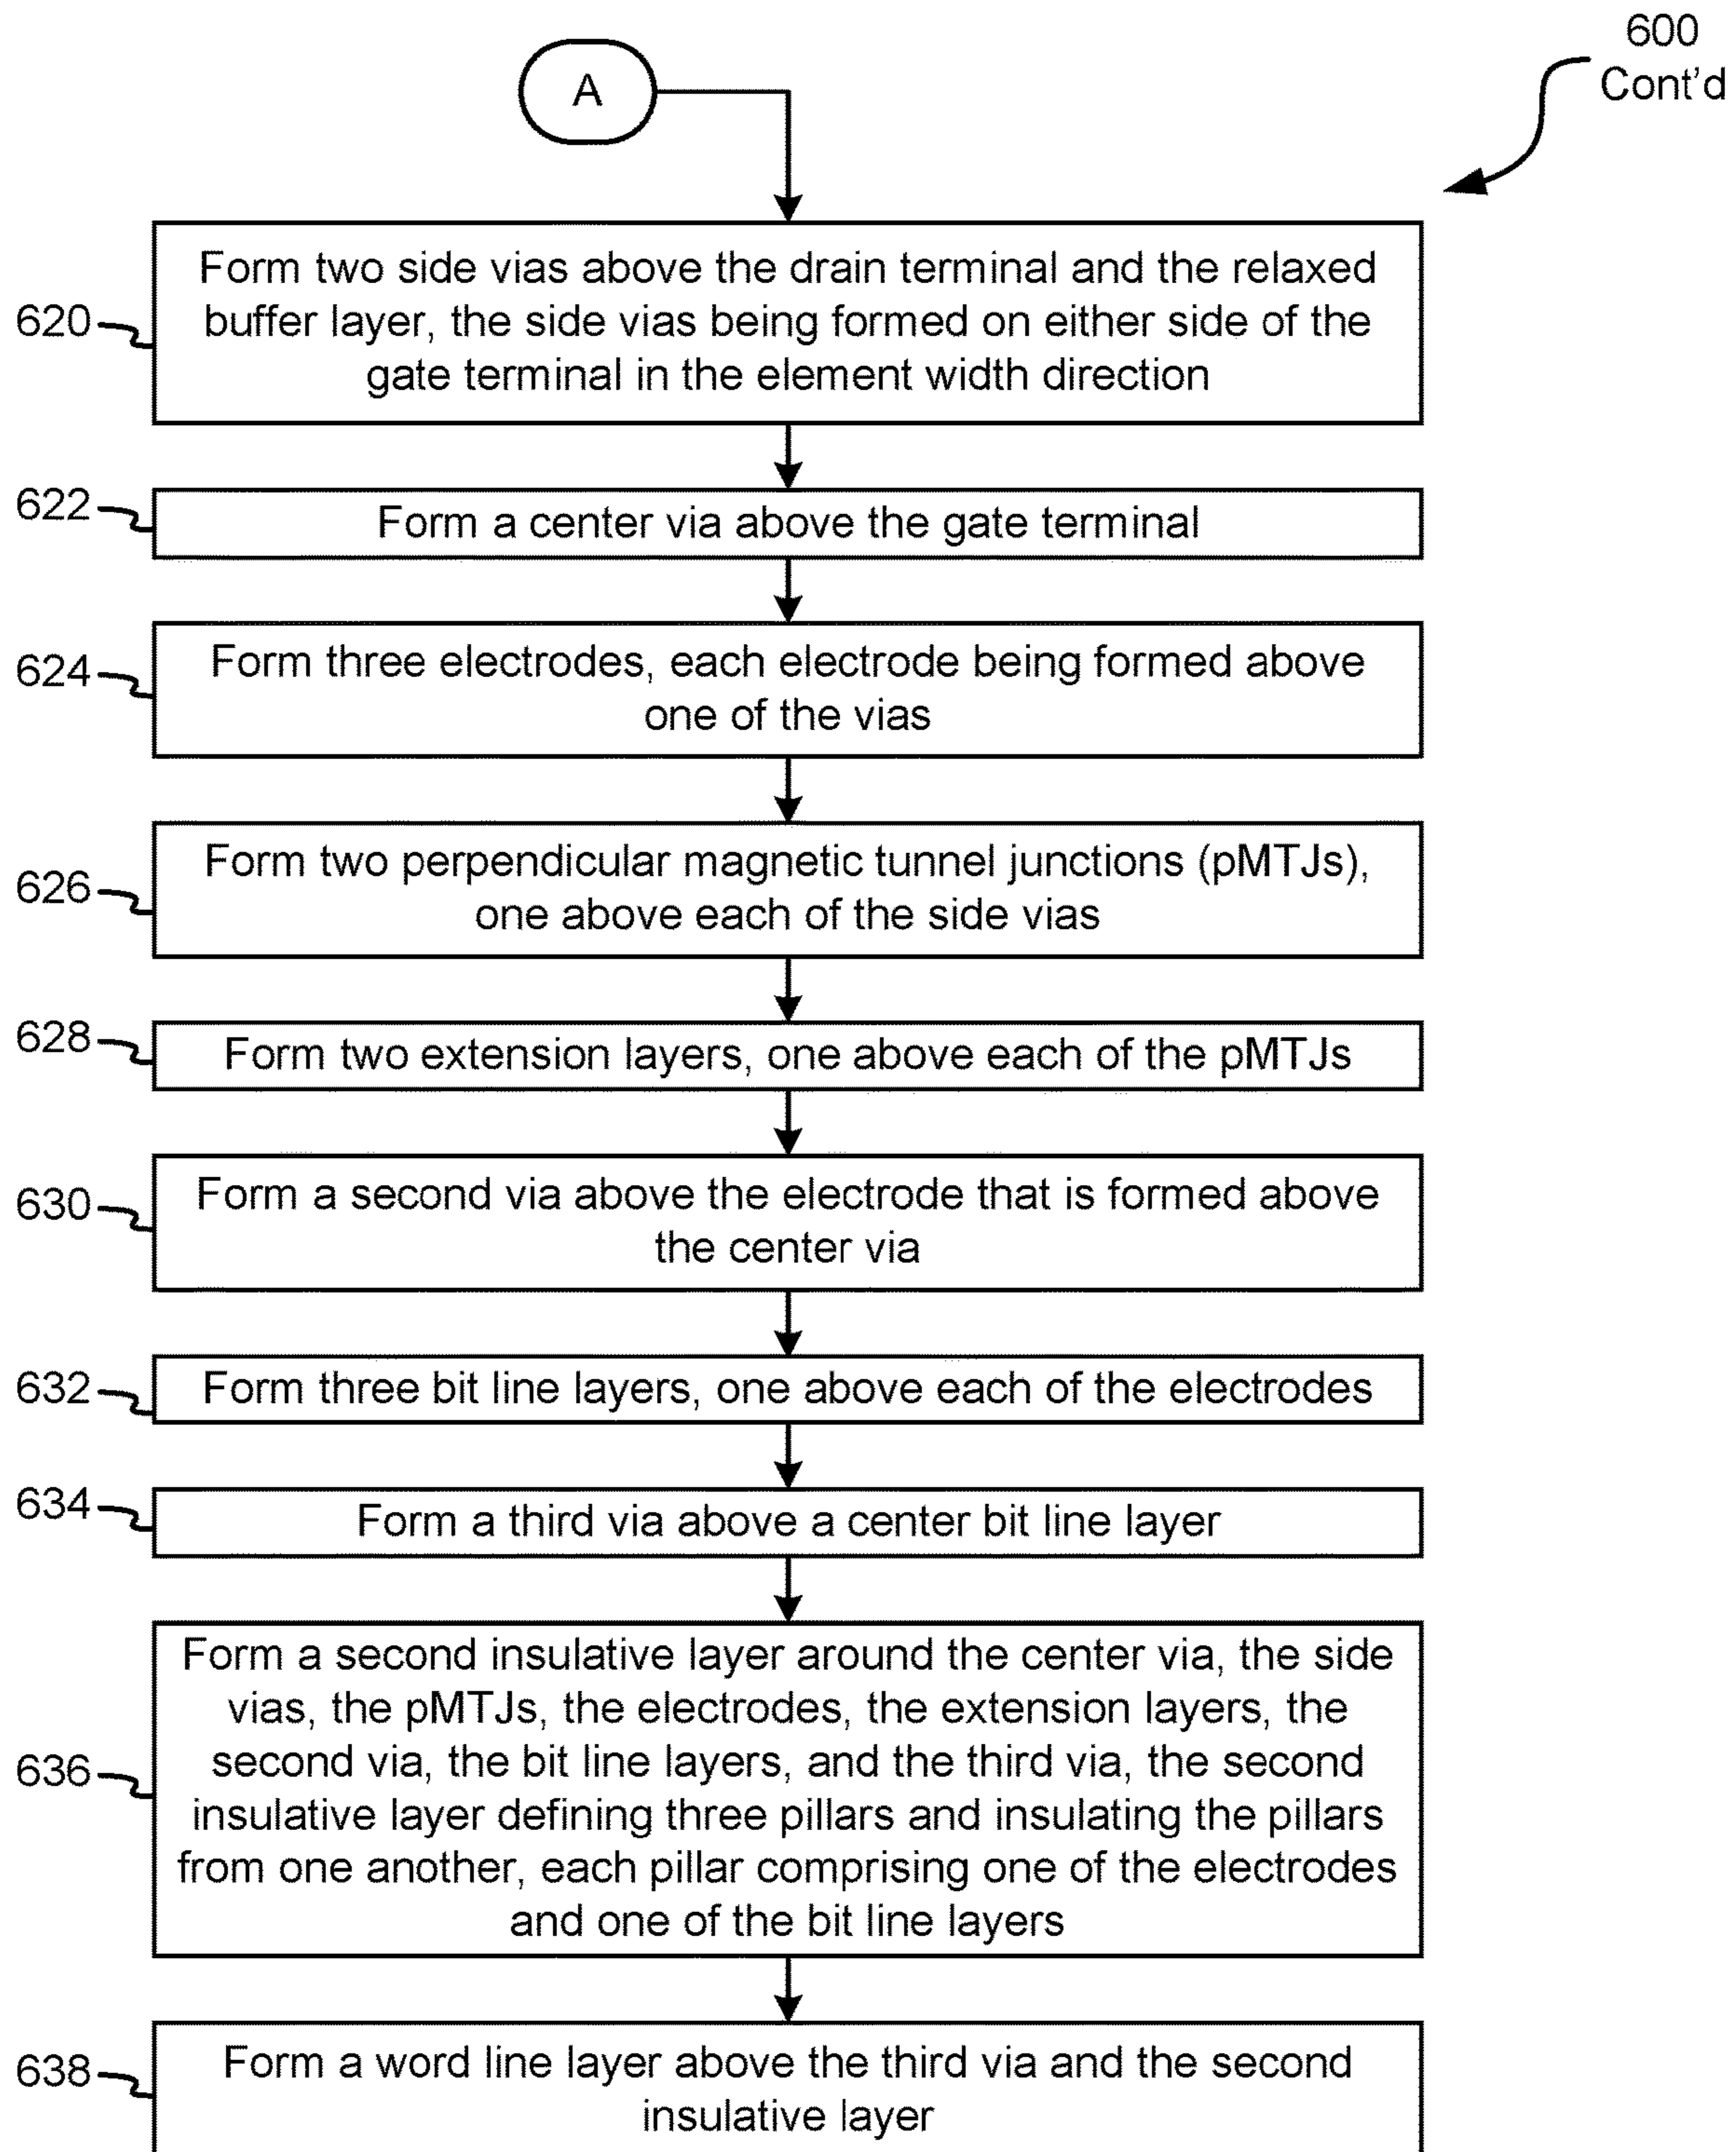 600
Cont'd
A
620
Form two side vias above the drain terminal and the relaxed
buffer layer, the side vias being formed on either side of the
gate terminal in the element width direction
622
Form a center via above the gate terminal
624
Form three electrodes, each electrode being formed above
one of the vias
626
Form two perpendicular magnetic tunnel junctions (pMTJs),
one above each of the side vias
628
Form two extension layers, one above each of the pMTJs
630
Form a second via above the electrode that is formed above
the center via
632
Form three bit line layers, one above each of the electrodes
634
Form a third via above a center bit line layer
636
Form a second insulative layer around the center via, the side
vias, the pMTJs, the electrodes, the extension layers, the
second via, the bit line layers, and the third via, the second
insulative layer defining three pillars and insulating the pillars
from one another, each pillar comprising one of the electrodes
and one of the bit line layers
638
Form a word line layer above the third via and the second
insulative layer